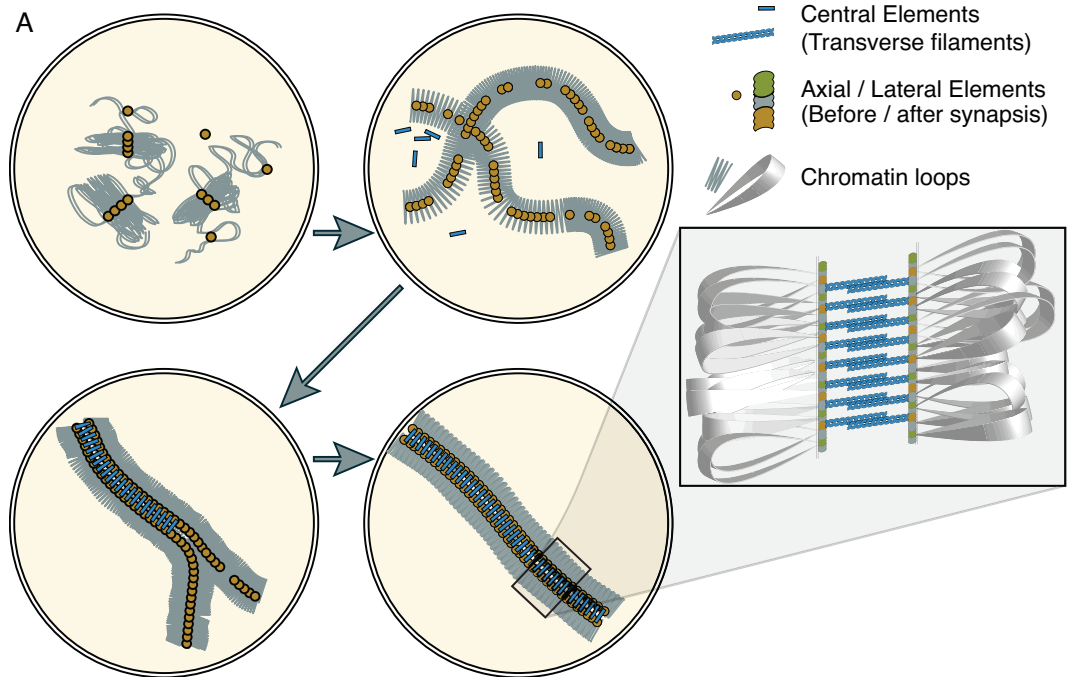 A
Central Elements
(Transverse filaments)
Axial / Lateral Elements
(Before / after synapsis)
Chromatin loops